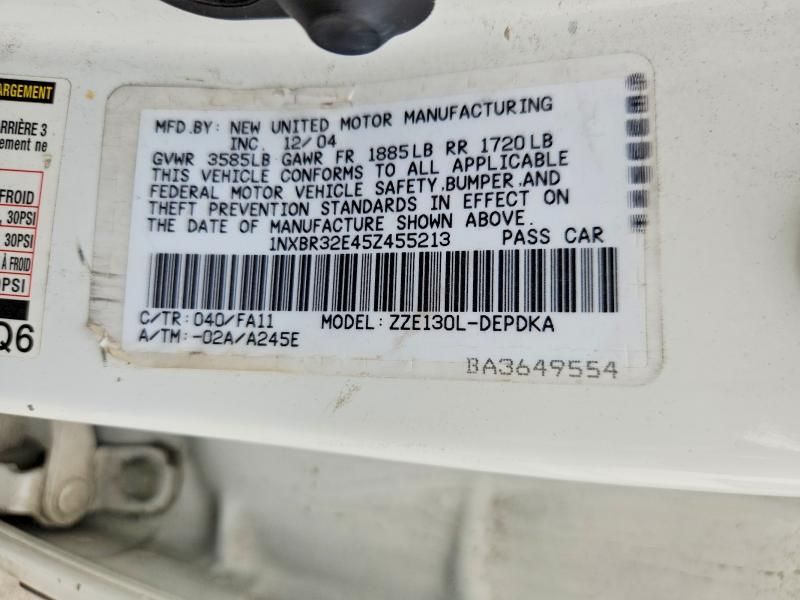 ARGEMENT
ARRIÈRE 3
ement ne
FROID
, 30PSI
30PSI
À FROID
0PSI
Q6
MFD.BY: NEW UNITED MOTOR MANUFACTURING
INC. 12/04
GVWR 3585LB GAWR FR 1885LB RR 1720LB
THIS VEHICLE CONFORMS TO ALL APPLICABLE
FEDERAL MOTOR VEHICLE SAFETY,BUMPER,AND
THEFT PREVENTION STANDARDS IN EFFECT ON
THE DATE OF MANUFACTURE SHOWN ABOVE.
1NXBR32E45Z455213 PASS CAR
C/TR: 040/FA11 MODEL: ZZE130L-DEPDKA
A/TM: -02A/A245E
BA3649554